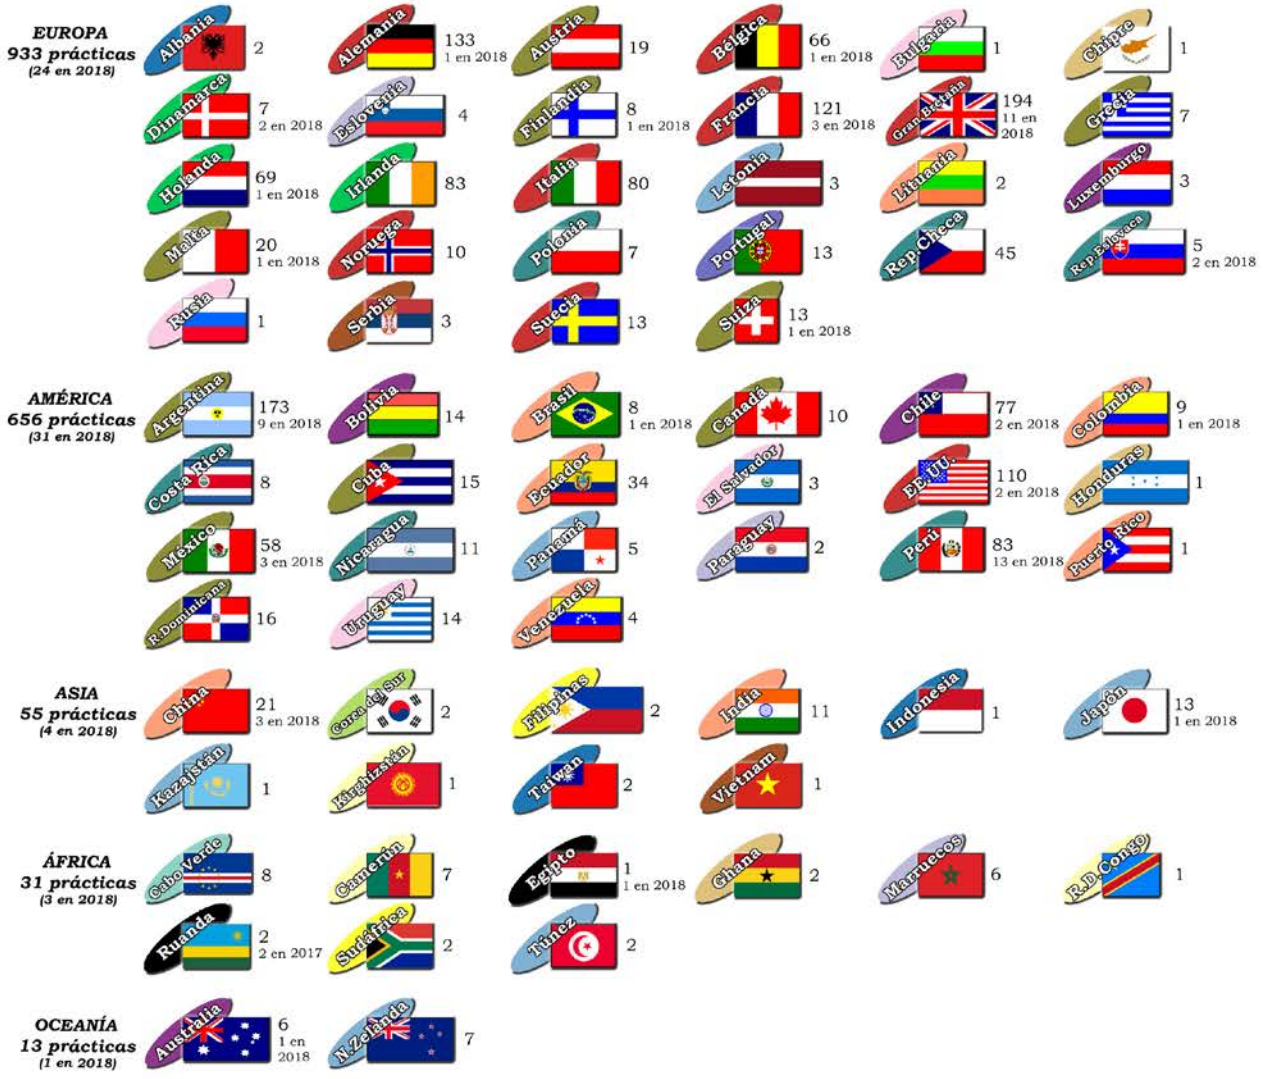 EUROPA
933 prácticas
(24 en 2018)
Albania
2
Alemania
133
1 en 2018
Austria
19
Bélgica
66
1 en 2018
Bulgaria
1
Chipre
1
Dinamarca
7
2 en 2018
Eslovenia
4
Finlandia
8
1 en 2018
Francia
121
3 en 2018
Gran Bretaña
194
11 en
2018
Grecia
7
Holanda
69
1 en 2018
Irlanda
83
Italia
80
Letonia
3
Lituania
2
Luxemburgo
3
Malta
20
1 en 2018
Noruega
10
Polonia
7
Portugal
13
Rep.Checa
45
Rep.Eslovaca
5
2 en 2018
Rusia
1
Serbia
3
Suecia
13
Suiza
13
1 en 2018
AMÉRICA
656 prácticas
(31 en 2018)
Argentina
173
9 en 2018
Bolivia
14
Brasil
8
1 en 2018
Canadá
10
Chile
77
2 en 2018
Colombia
9
1 en 2018
Costa Rica
8
Cuba
15
Ecuador
34
El Salvador
3
EE.UU.
110
2 en 2018
Honduras
1
México
58
3 en 2018
Nicaragua
11
Panamá
5
Paraguay
2
Perú
83
13 en 2018
Puerto Rico
1
R.Dominicana
16
Uruguay
14
Venezuela
4
ASIA
55 prácticas
(4 en 2018)
China
21
3 en 2018
Corea del Sur
2
Filipinas
2
India
11
Indonesia
1
Japón
13
1 en 2018
Kazajstán
1
Kirghizstán
1
Taiwan
2
Vietnam
1
ÁFRICA
31 prácticas
(3 en 2018)
Cabo Verde
8
Camerún
7
Egipto
1
1 en 2018
Ghana
2
Marruecos
6
R.D.Congo
1
Ruanda
2
2 en 2017
Sudáfrica
2
Túnez
2
OCEANÍA
13 prácticas
(1 en 2018)
Australia
6
1 en
2018
N.Zelanda
7